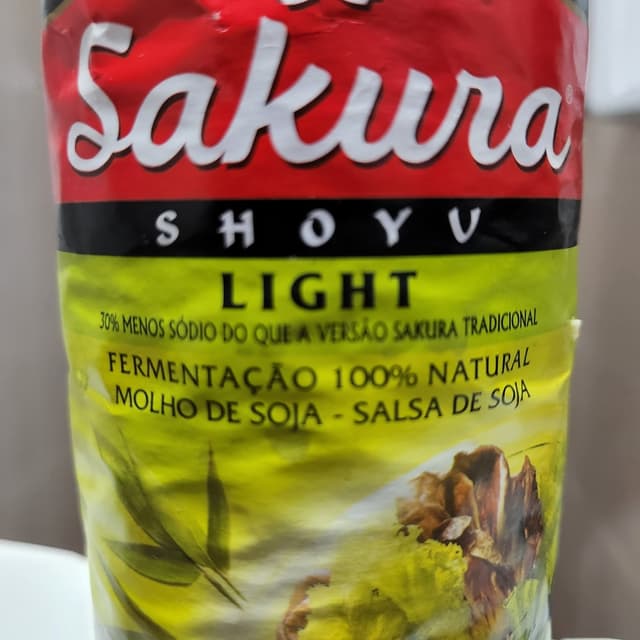 Sakura®
SHOYU
LIGHT
30% MENOS SÓDIO DO QUE A VERSÃO SAKURA TRADICIONAL
FERMENTAÇÃO 100% NATURAL
MOLHO DE SOJA - SALSA DE SOJA